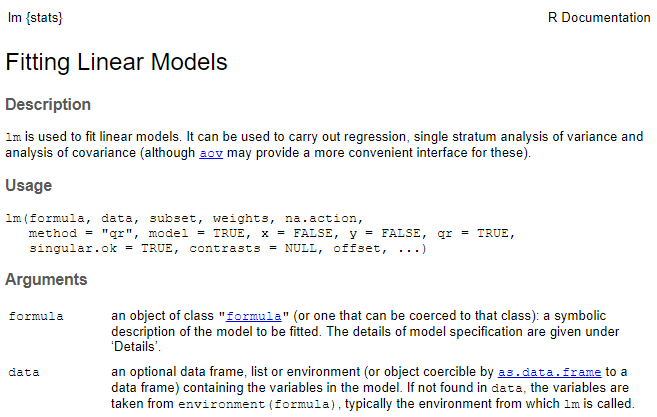 lm {stats} R Documentation
Fitting Linear Models
Description
lm is used to fit linear models. It can be used to carry out regression, single stratum analysis of variance and
analysis of covariance (although aov may provide a more convenient interface for these).
Usage
lm(formula, data, subset, weights, na.action,
   method = "qr", model = TRUE, x = FALSE, y = FALSE, qr = TRUE,
   singular.ok = TRUE, contrasts = NULL, offset, ...)
Arguments
formula an object of class "formula" (or one that can be coerced to that class): a symbolic
description of the model to be fitted. The details of model specification are given under
‘Details’.
data an optional data frame, list or environment (or object coercible by as.data.frame to a
data frame) containing the variables in the model. If not found in data, the variables are
taken from environment(formula), typically the environment from which lm is called.